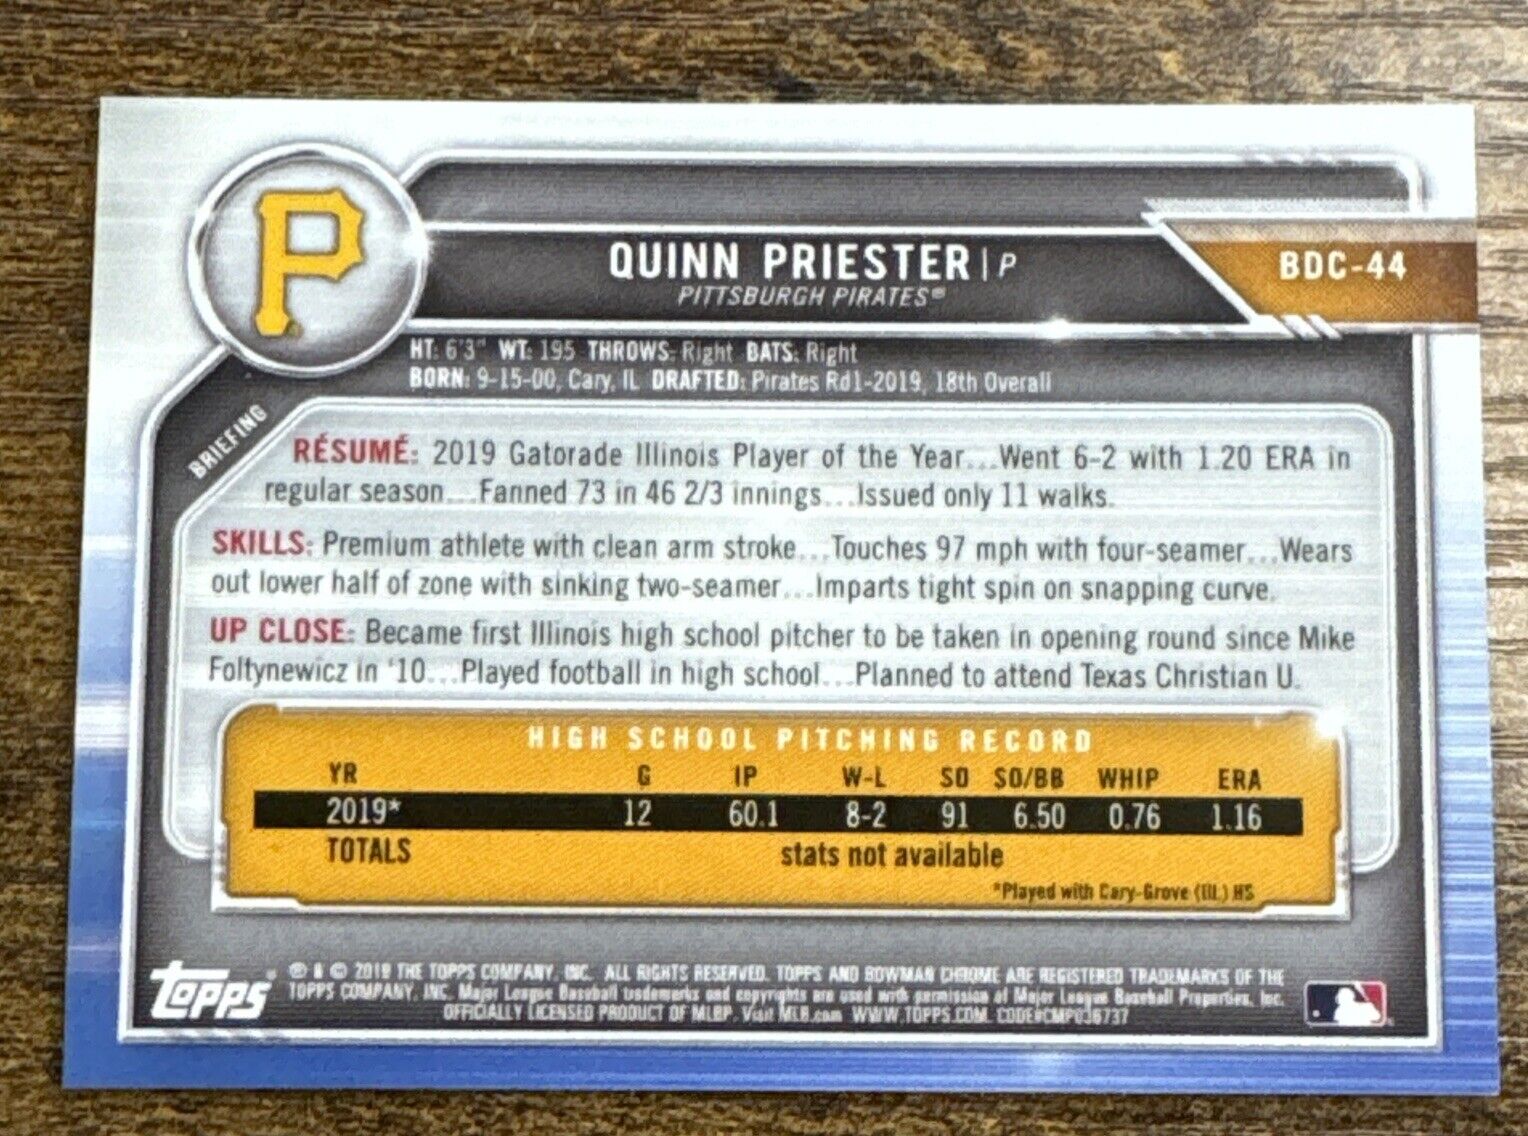 P
QUINN PRIESTER | P
PITTSBURGH PIRATES®
BDC-44
HT: 6'3" WT: 195 THROWS: Right BATS: Right
BORN: 9-15-00, Cary, IL DRAFTED: Pirates Rd1-2019, 18th Overall
BRIEFING
RÉSUMÉ: 2019 Gatorade Illinois Player of the Year...Went 6-2 with 1.20 ERA in
regular season...Fanned 73 in 46 2/3 innings...Issued only 11 walks.
SKILLS: Premium athlete with clean arm stroke...Touches 97 mph with four-seamer...Wears
out lower half of zone with sinking two-seamer...Imparts tight spin on snapping curve.
UP CLOSE: Became first Illinois high school pitcher to be taken in opening round since Mike
Foltynewicz in '10...Played football in high school...Planned to attend Texas Christian U.
HIGH SCHOOL PITCHING RECORD
YR G IP W-L SO SO/BB WHIP ERA
2019* 12 60.1 8-2 91 6.50 0.76 1.16
TOTALS stats not available
*Played with Cary-Grove (Ill.) HS
Topps
® & © 2019 THE TOPPS COMPANY, INC. ALL RIGHTS RESERVED. TOPPS AND BOWMAN CHROME ARE REGISTERED TRADEMARKS OF THE
TOPPS COMPANY, INC. Major League Baseball trademarks and copyrights are used with permission of Major League Baseball Properties, Inc.
OFFICIALLY LICENSED PRODUCT OF MLBP. Visit MLB.com WWW.TOPPS.COM. CODE#CMP036737